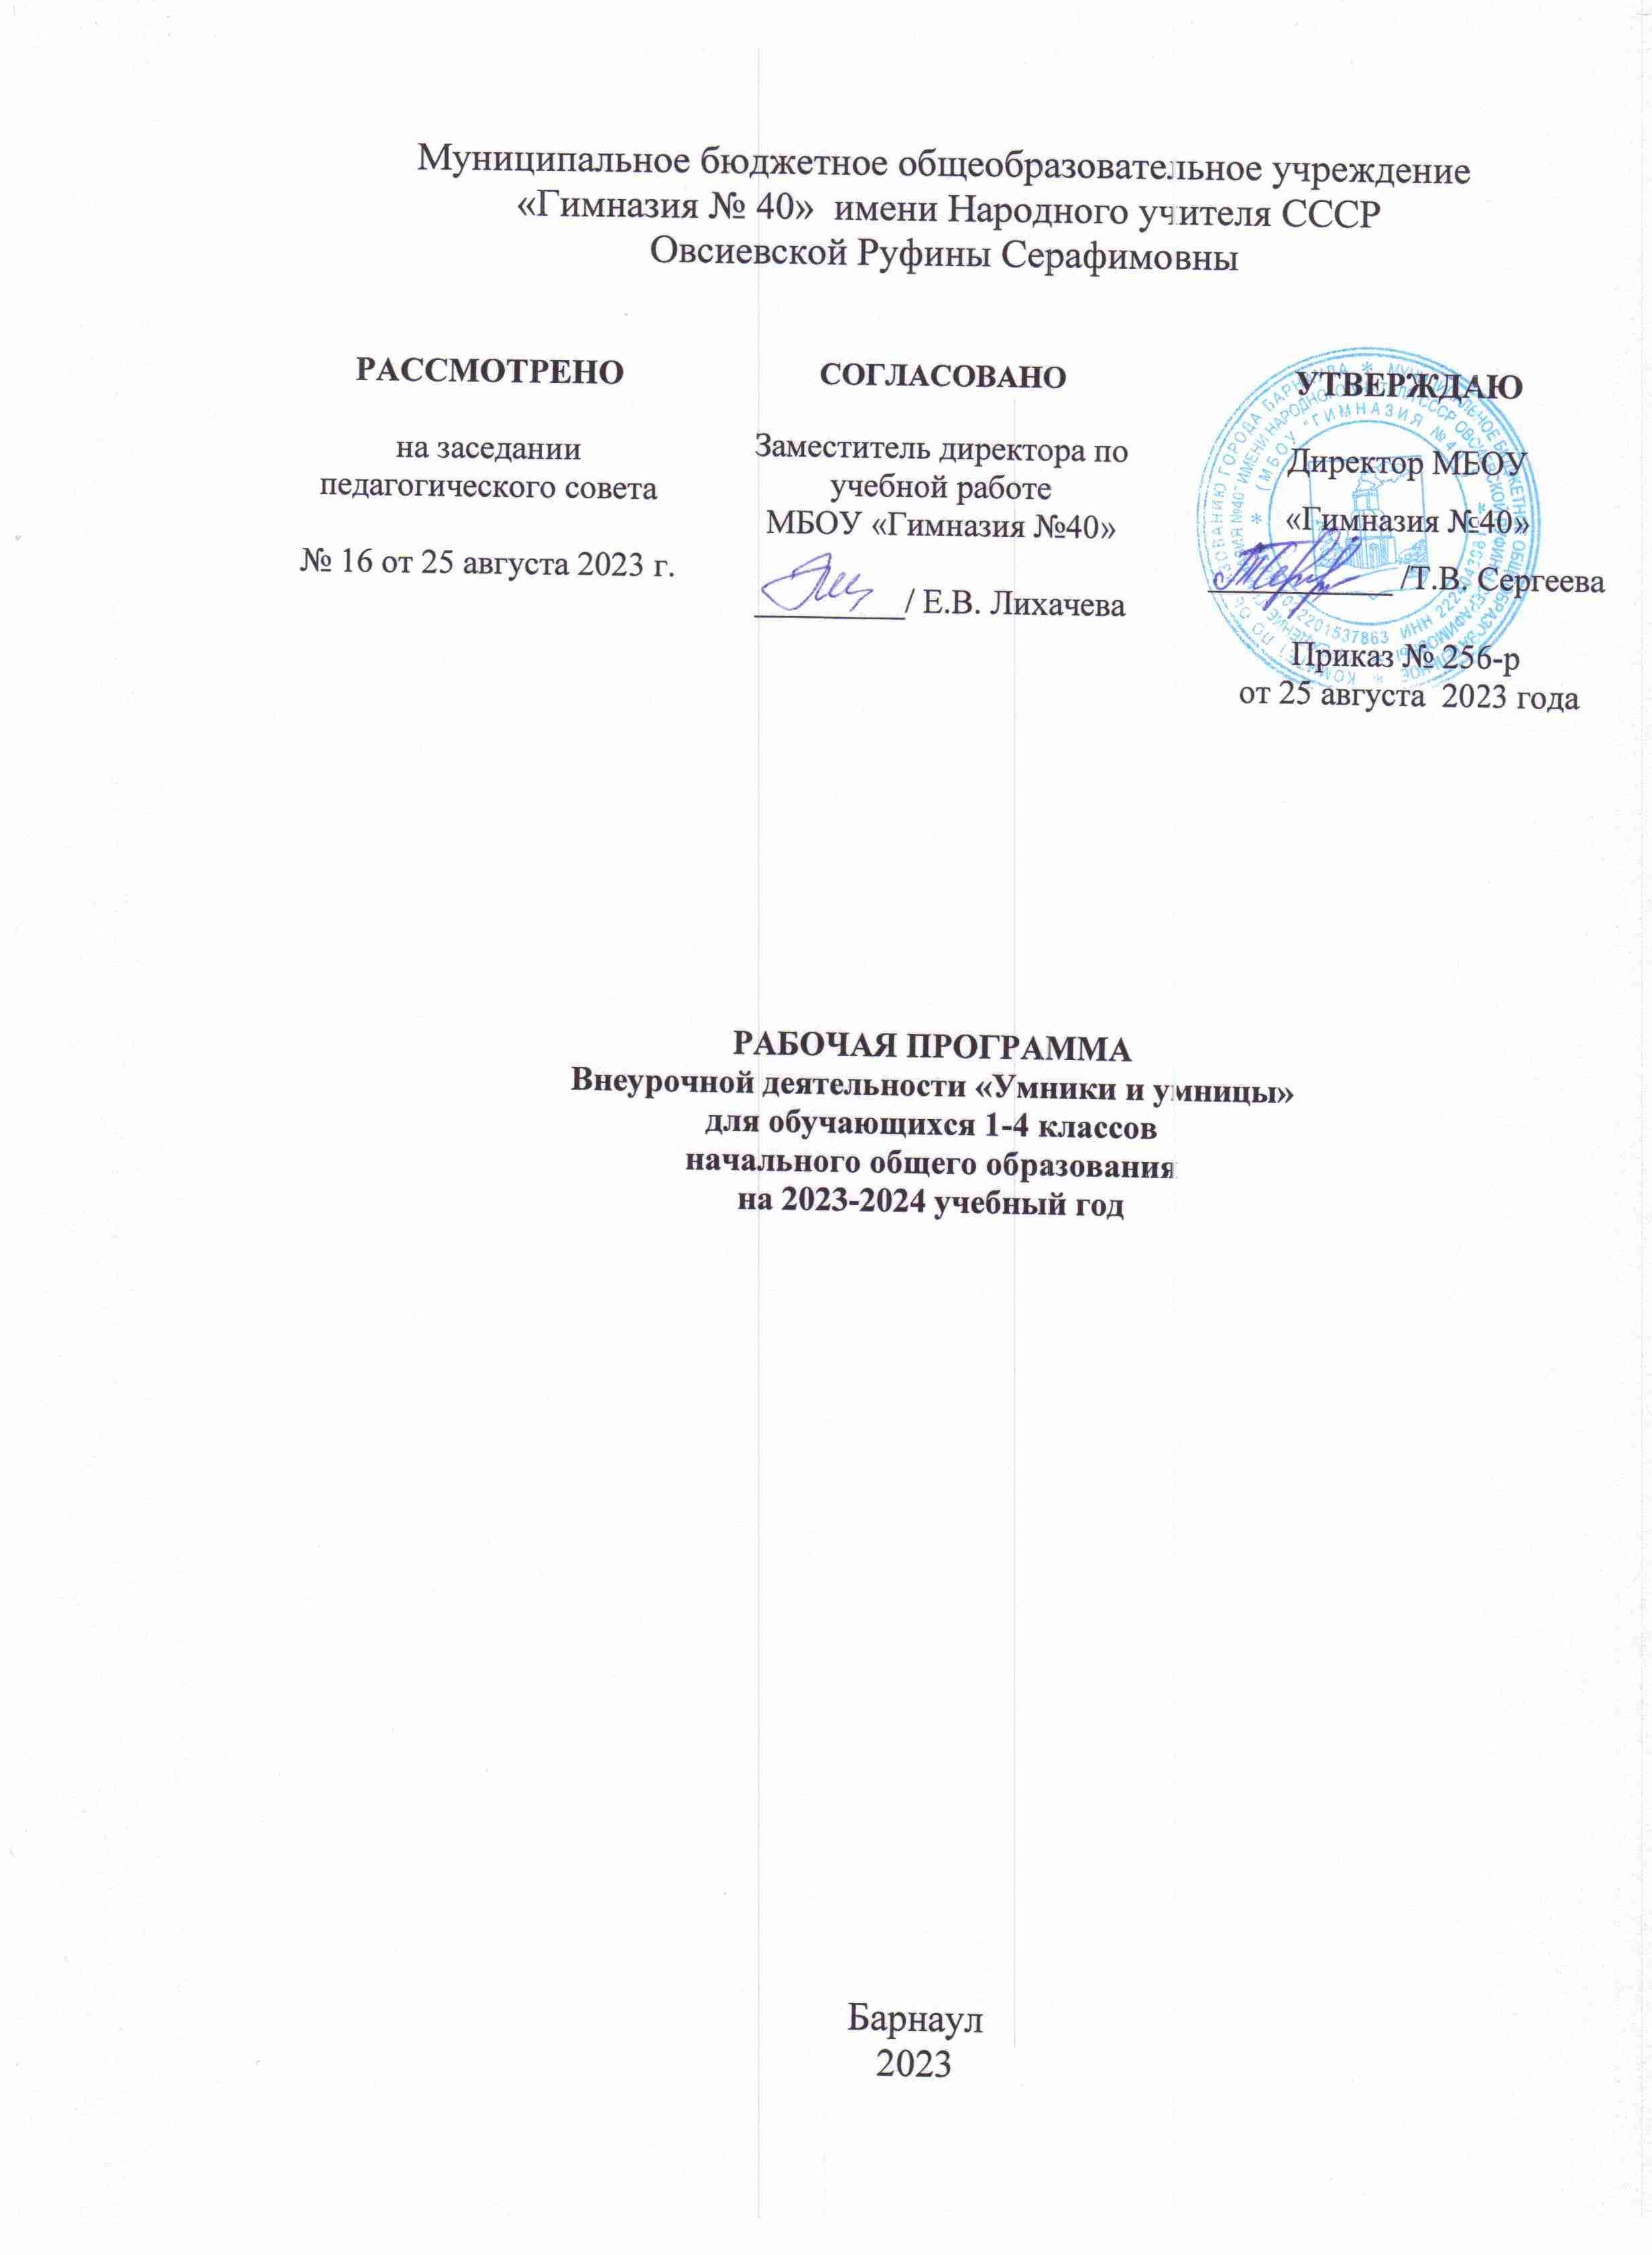 Муниципальное бюджетное общеобразовательное учреждение
«Гимназия № 40» имени Народного учителя СССР
Овсиевской Руфины Серафимовны
РАССМОТРЕНО
на заседании
педагогического совета
№ 16 от 25 августа 2023 г.
СОГЛАСОВАНО
Заместитель директора по
учебной работе
МБОУ «Гимназия №40»
/ Е.В. Лихачева
УТВЕРЖДАЮ
Директор МБОУ
«Гимназия №40»
/Т.В. Сергеева
Приказ № 256-р
от 25 августа 2023 года
РАБОЧАЯ ПРОГРАММА
Внеурочной деятельности «Умники и умницы»
для обучающихся 1-4 классов
начального общего образования
на 2023-2024 учебный год
Барнаул
2023